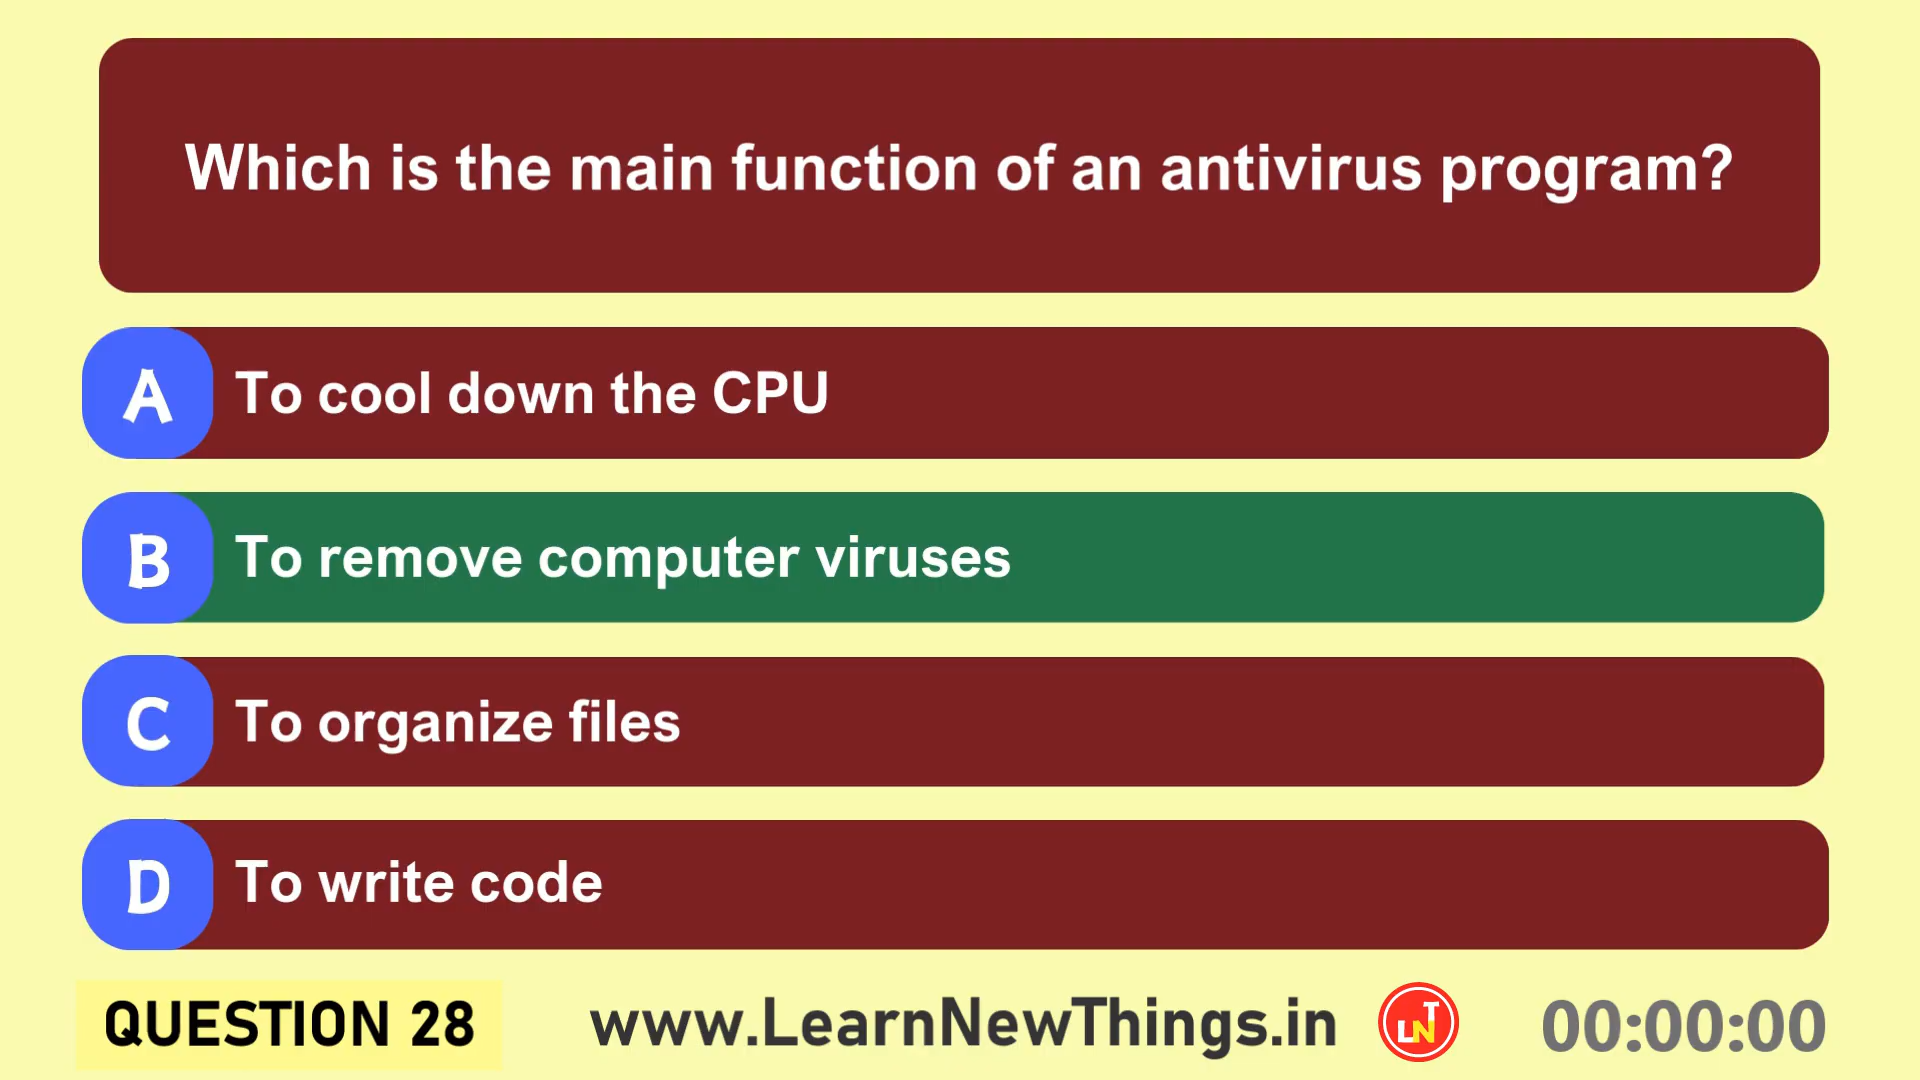 Which is the main function of an antivirus program?
A To cool down the CPU
B To remove computer viruses
C To organize files
D To write code
QUESTION 28 www.LearnNewThings.in LNT 00:00:00